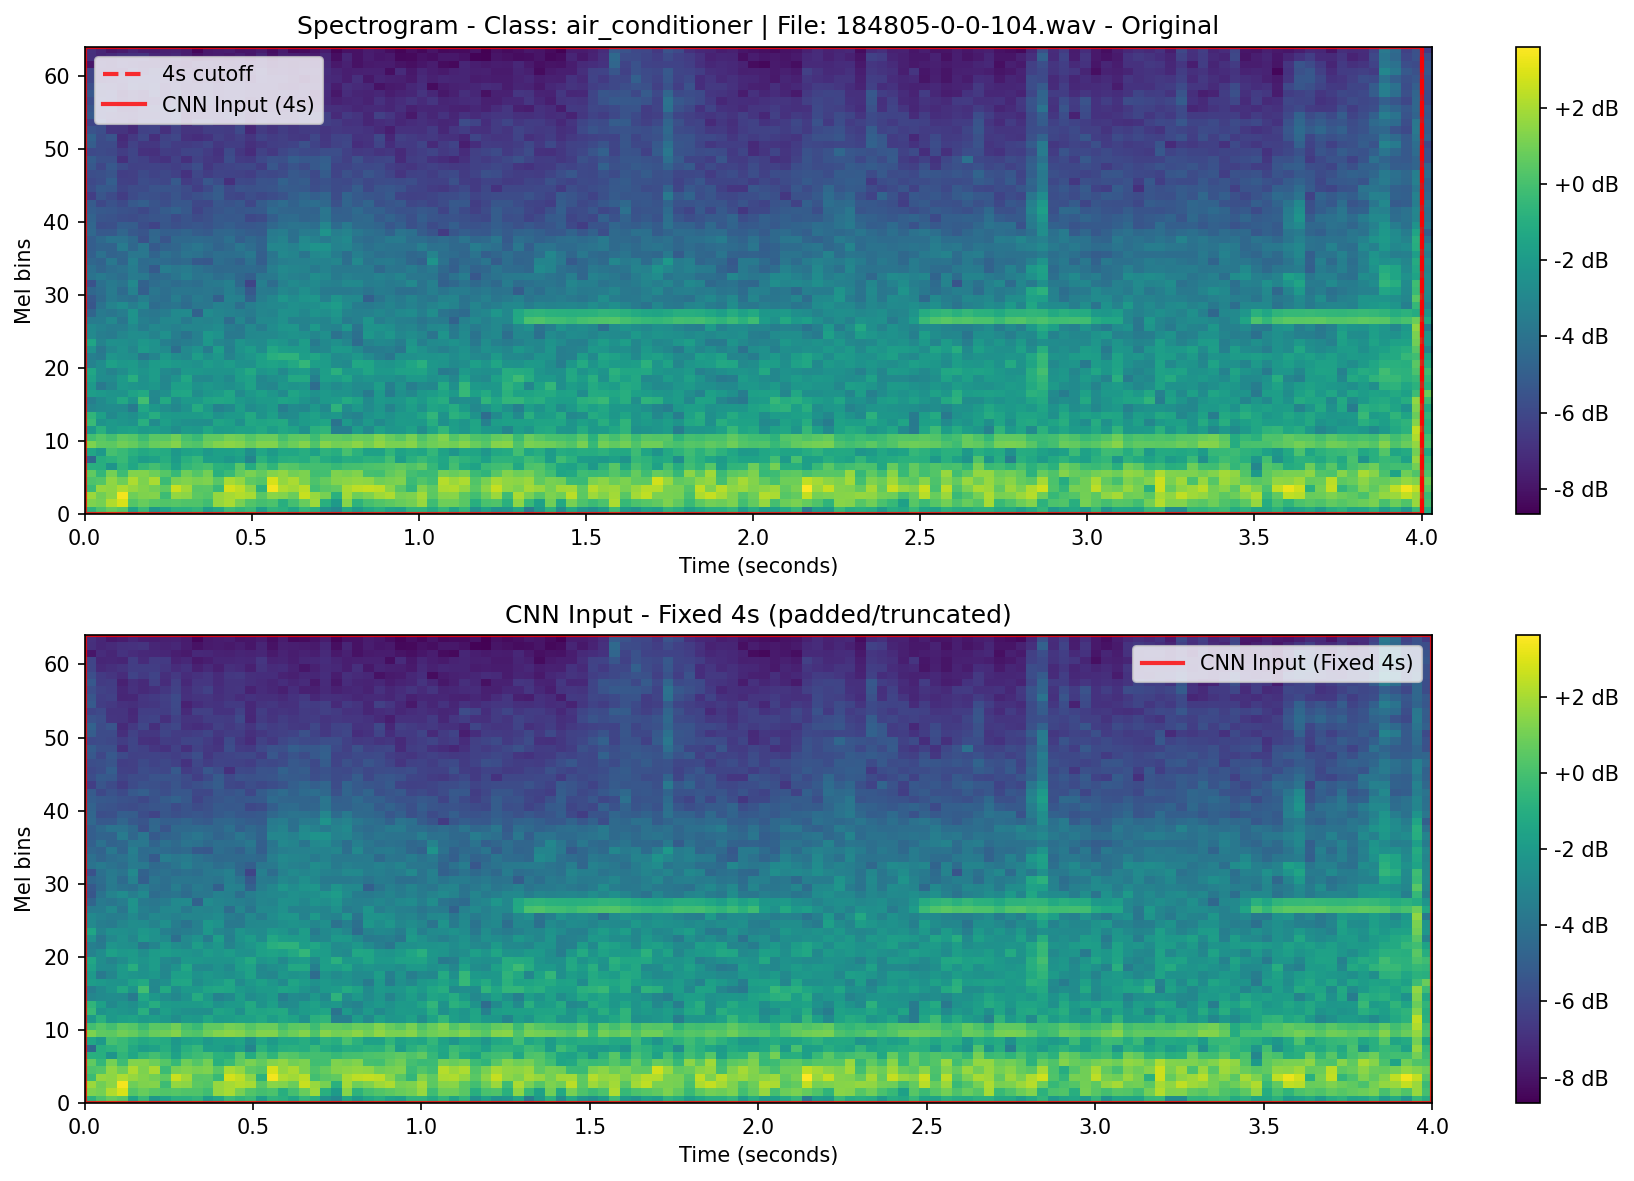 Spectrogram - Class: air_conditioner | File: 184805-0-0-104.wav - Original
4s cutoff
CNN Input (4s)
60
50
40
30
20
10
0
Mel bins
0.0 0.5 1.0 1.5 2.0 2.5 3.0 3.5 4.0
Time (seconds)
+2 dB
+0 dB
-2 dB
-4 dB
-6 dB
-8 dB
CNN Input - Fixed 4s (padded/truncated)
CNN Input (Fixed 4s)
60
50
40
30
20
10
0
Mel bins
0.0 0.5 1.0 1.5 2.0 2.5 3.0 3.5 4.0
Time (seconds)
+2 dB
+0 dB
-2 dB
-4 dB
-6 dB
-8 dB